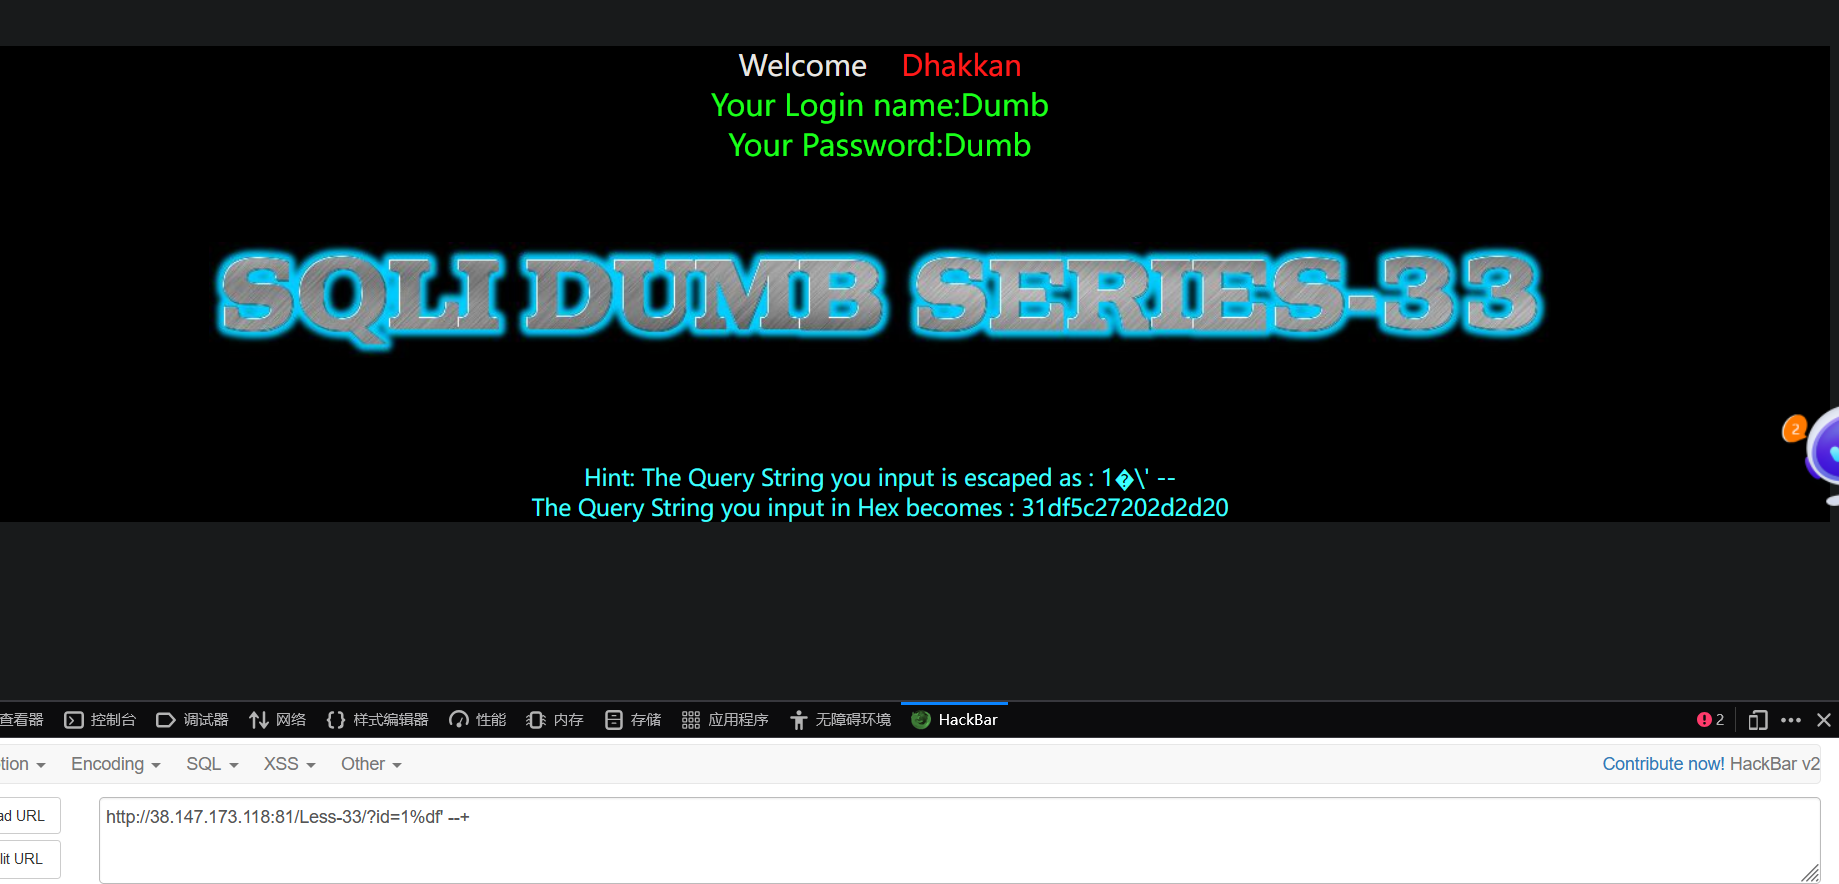 Welcome Dhakkan
Your Login name:Dumb
Your Password:Dumb
SQLI DUMB SERIES-33
2
Hint: The Query String you input is escaped as : 1�\' --
The Query String you input in Hex becomes : 31df5c27202d2d20
查看器 控制台 调试器 网络 样式编辑器 性能 内存 存储 应用程序 无障碍环境 HackBar 2
tion Encoding SQL XSS Other Contribute now! HackBar v2
ad URL
http://38.147.173.118:81/Less-33/?id=1%df' --+
lit URL